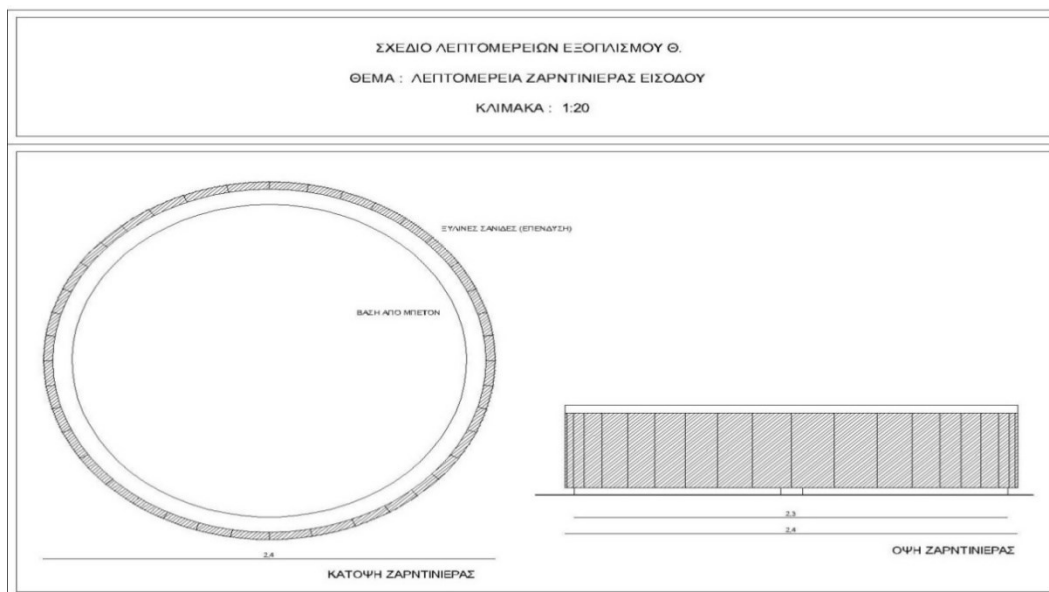 ΣΧΕΔΙΟ ΛΕΠΤΟΜΕΡΕΙΩΝ ΕΞΟΠΛΙΣΜΟΥ Θ.
ΘΕΜΑ : ΛΕΠΤΟΜΕΡΕΙΑ ΖΑΡΝΤΙΝΙΕΡΑΣ ΕΙΣΟΔΟΥ
ΚΛΙΜΑΚΑ : 1:20
ΞΥΛΙΝΕΣ ΣΑΝΙΔΕΣ (ΕΠΕΝΔΥΣΗ)
ΒΑΣΗ ΑΠΟ ΜΠΕΤΟΝ
2,4
ΚΑΤΟΨΗ ΖΑΡΝΤΙΝΙΕΡΑΣ
2,3
2,4
ΟΨΗ ΖΑΡΝΤΙΝΙΕΡΑΣ